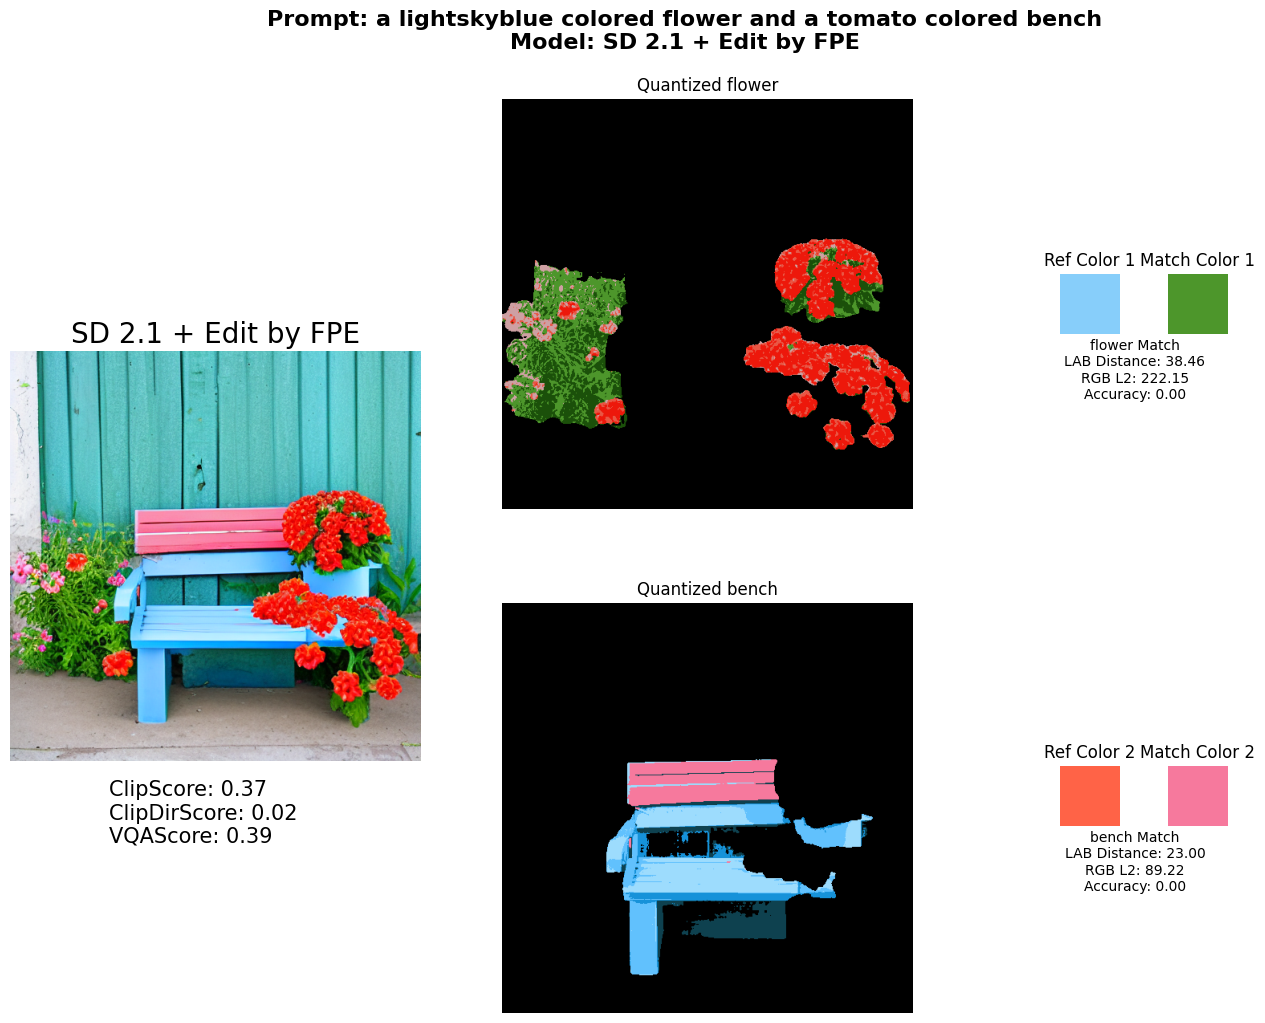 Prompt: a lightskyblue colored flower and a tomato colored bench
Model: SD 2.1 + Edit by FPE
Quantized flower
Ref Color 1 Match Color 1
flower Match
LAB Distance: 38.46
RGB L2: 222.15
Accuracy: 0.00
SD 2.1 + Edit by FPE
ClipScore: 0.37
ClipDirScore: 0.02
VQAScore: 0.39
Quantized bench
Ref Color 2 Match Color 2
bench Match
LAB Distance: 23.00
RGB L2: 89.22
Accuracy: 0.00